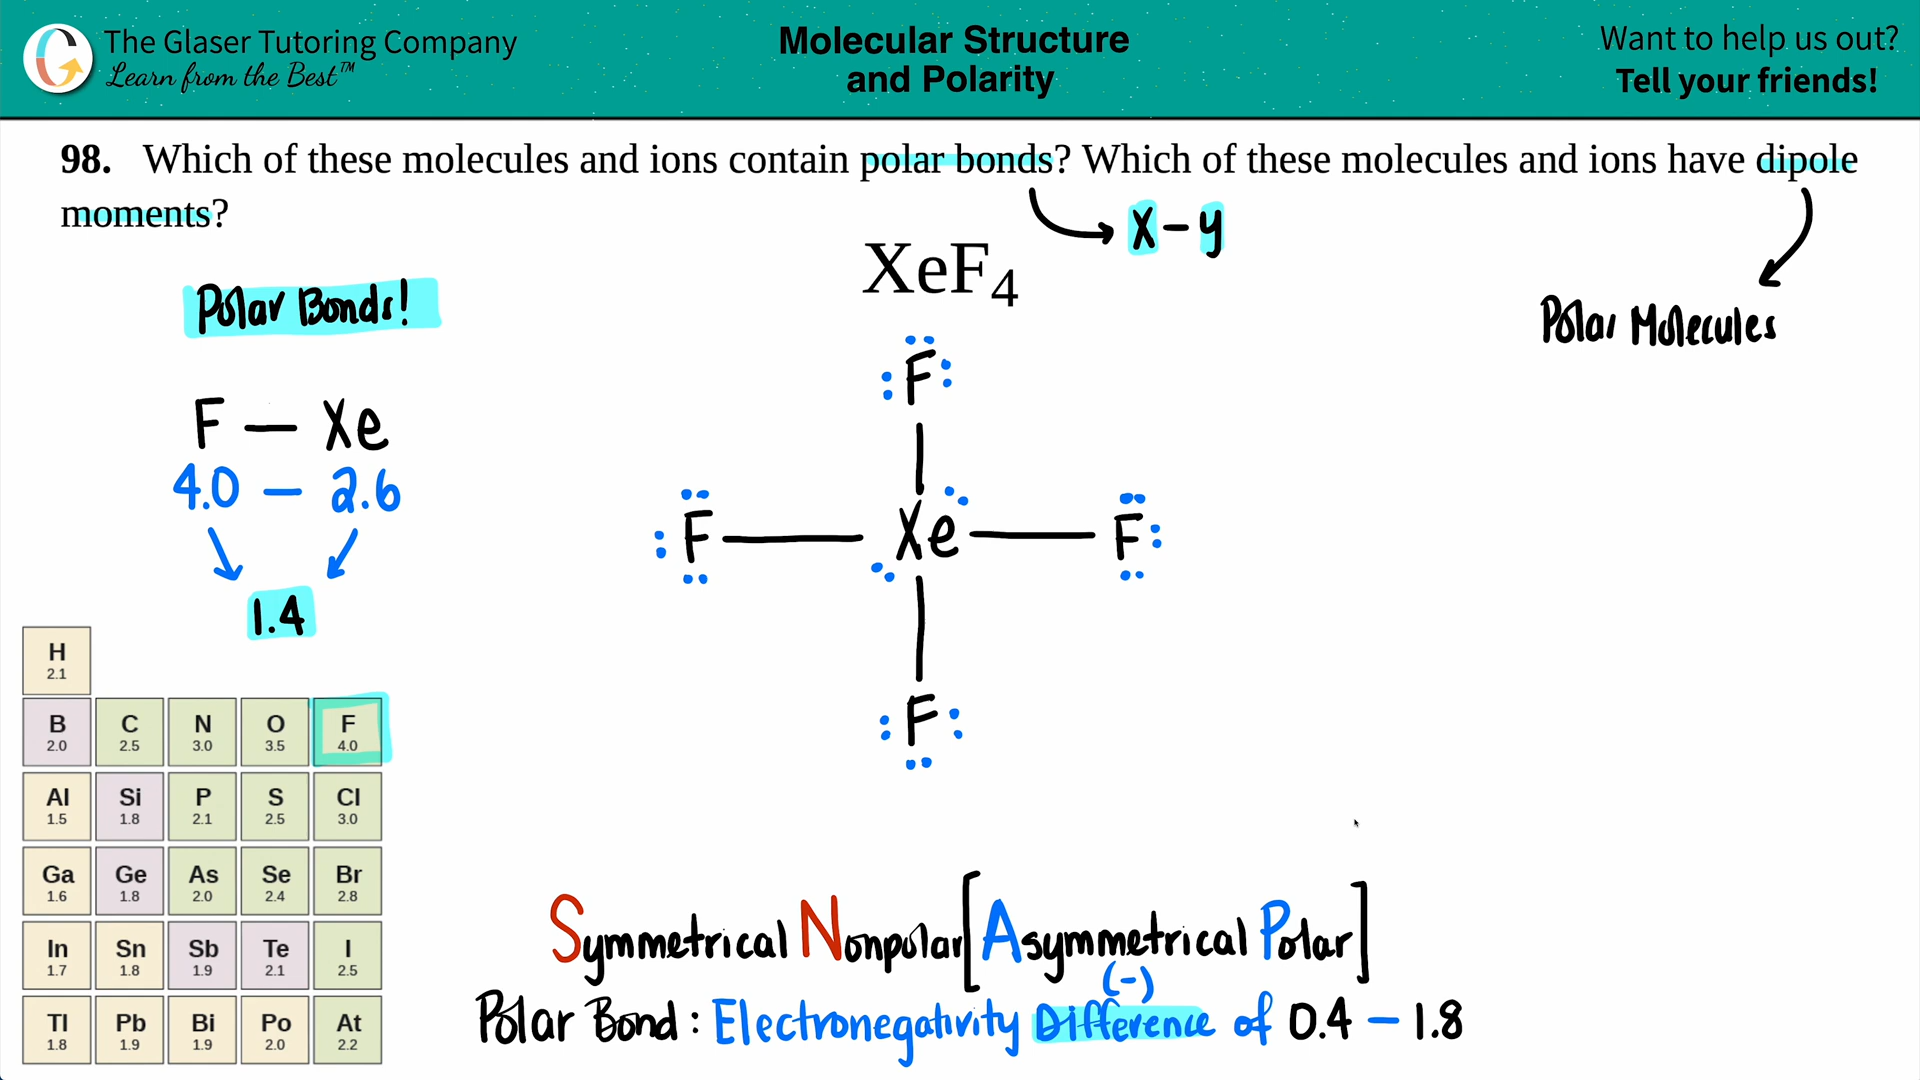 The Glaser Tutoring Company
Learn from the Best™
Molecular Structure
and Polarity
Want to help us out?
Tell your friends!
98. Which of these molecules and ions contain polar bonds? Which of these molecules and ions have dipole
moments?
X – y
XeF₄
Polar Bonds!
Polar Molecules
F — Xe
4.0 — 2.6
1.4
F
F Xe F
F
H
2.1
B C N O F
2.0 2.5 3.0 3.5 4.0
Al Si P S Cl
1.5 1.8 2.1 2.5 3.0
Ga Ge As Se Br
1.6 1.8 2.0 2.4 2.8
In Sn Sb Te I
1.7 1.8 1.9 2.1 2.5
Tl Pb Bi Po At
1.8 1.9 1.9 2.0 2.2
Symmetrical Nonpolar [Asymmetrical Polar]
(-)
Polar Bond: Electronegativity Difference of 0.4 – 1.8